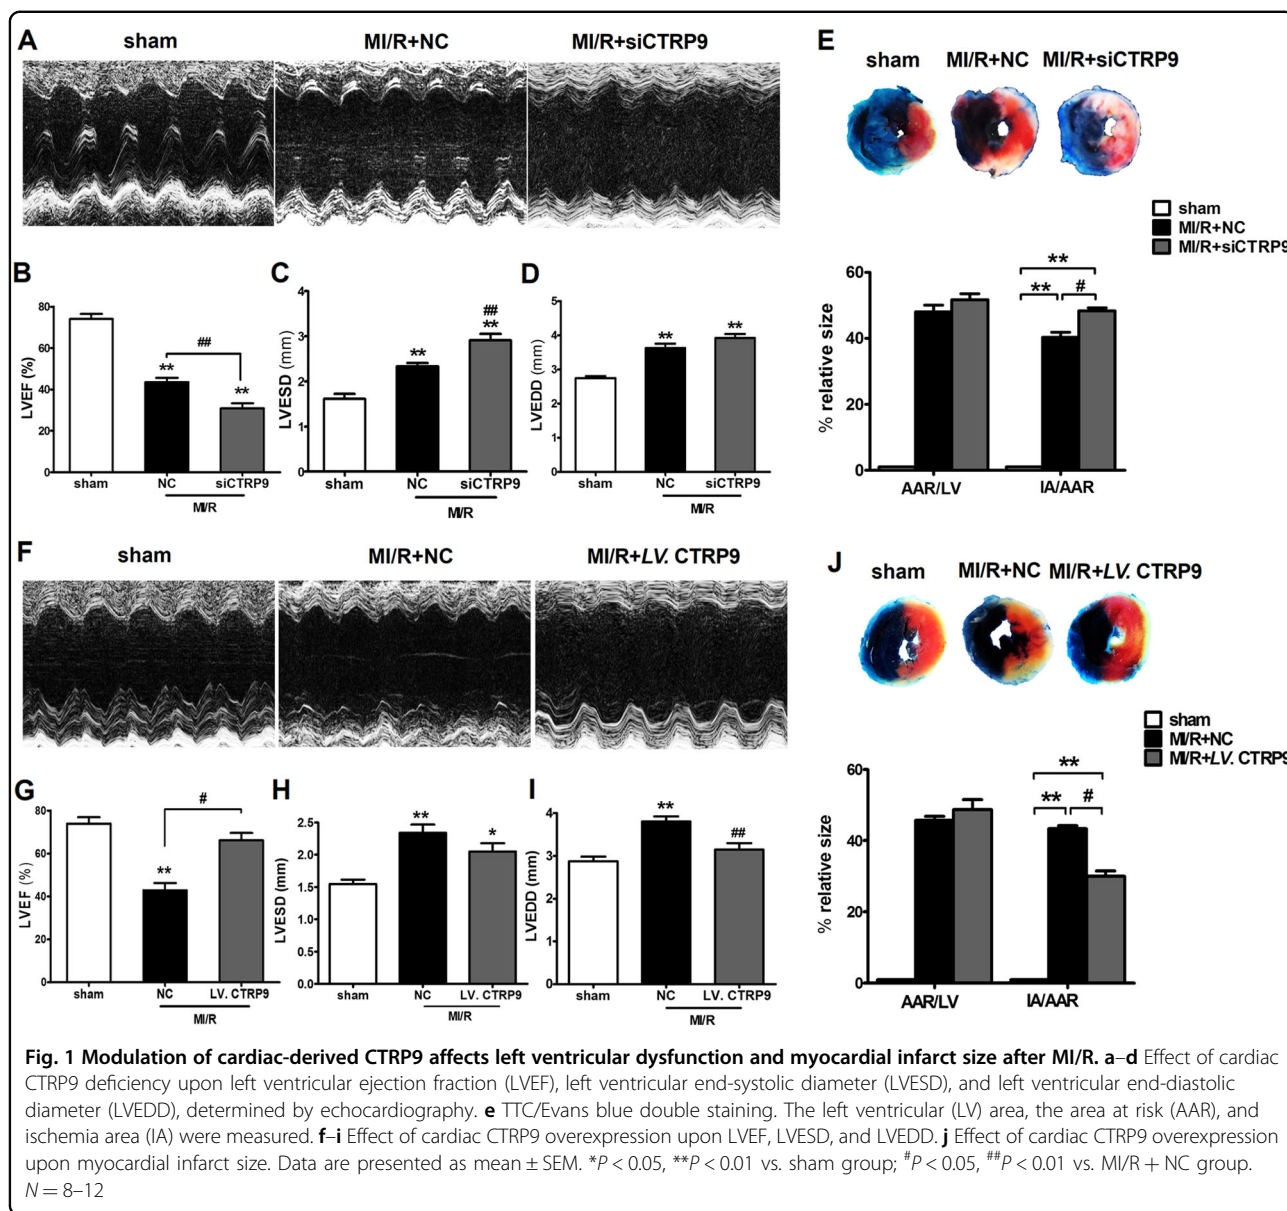 A
sham
MI/R+NC
MI/R+siCTRP9
E
sham
MI/R+NC
MI/R+siCTRP9
sham
MI/R+NC
MI/R+siCTRP9
B
LVEF (%)
80
60
40
20
0
##
**
**
sham
NC
siCTRP9
MI/R
C
LVESD (mm)
4
3
2
1
0
**
##
**
sham
NC
siCTRP9
MI/R
D
LVEDD (mm)
5
4
3
2
1
0
**
**
sham
NC
siCTRP9
MI/R
% relative size
60
40
20
0
**
**
#
AAR/LV
IA/AAR
F
sham
MI/R+NC
MI/R+LV. CTRP9
J
sham
MI/R+NC
MI/R+LV. CTRP9
sham
MI/R+NC
MI/R+LV. CTRP9
G
LVEF (%)
80
60
40
20
0
#
**
sham
NC
LV. CTRP9
MI/R
H
LVESD (mm)
2.5
2.0
1.5
1.0
0.5
0.0
**
*
sham
NC
LV. CTRP9
MI/R
I
LVEDD (mm)
4
3
2
1
0
**
##
sham
NC
LV. CTRP9
MI/R
% relative size
60
40
20
0
**
**
#
AAR/LV
IA/AAR
Fig. 1 Modulation of cardiac-derived CTRP9 affects left ventricular dysfunction and myocardial infarct size after MI/R. a–d Effect of cardiac
CTRP9 deficiency upon left ventricular ejection fraction (LVEF), left ventricular end-systolic diameter (LVESD), and left ventricular end-diastolic
diameter (LVEDD), determined by echocardiography. e TTC/Evans blue double staining. The left ventricular (LV) area, the area at risk (AAR), and
ischemia area (IA) were measured. f–i Effect of cardiac CTRP9 overexpression upon LVEF, LVESD, and LVEDD. j Effect of cardiac CTRP9 overexpression
upon myocardial infarct size. Data are presented as mean ± SEM. *P < 0.05, **P < 0.01 vs. sham group; #P < 0.05, ##P < 0.01 vs. MI/R + NC group.
N = 8–12